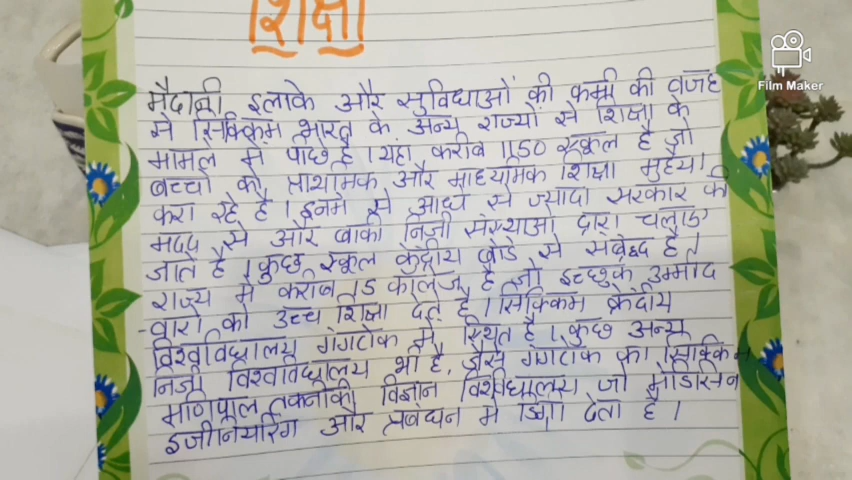 शिक्षा
Film Maker
मैदानी इलाके और सुविधाओं की कमी की वजह
से सिक्किम भारत के अन्य राज्यों से शिक्षा के
मामले में पीछे है। यहां करीब 1150 स्कूल है जो
बच्चो को प्राथमिक और माध्यमिक शिक्षा मुहैया
करा रहे है। इनमे से आधे से ज्यादा सरकार की
मदद से और बाकी निजी संस्थाओ द्वारा चलाए
जाते है। कुछ स्कूल केंद्रीय बोर्ड से संबद्द है।
राज्य में करीब 15 कॉलेज है जो इच्छुक उम्मीद
-वारो को उच्च शिक्षा देते है। सिक्किम केंद्रीय
विश्वविद्यालय गंगटोक में स्थित है। कुछ अन्य
निजी विश्वविद्यालय भी है, जैसे गंगटोक का सिक्किम
मणिपाल तकनीकी विज्ञान विश्वीद्यालय जो मेडिसिन
इंजीनियरिंग और प्रबंधन में डिग्री देता है।